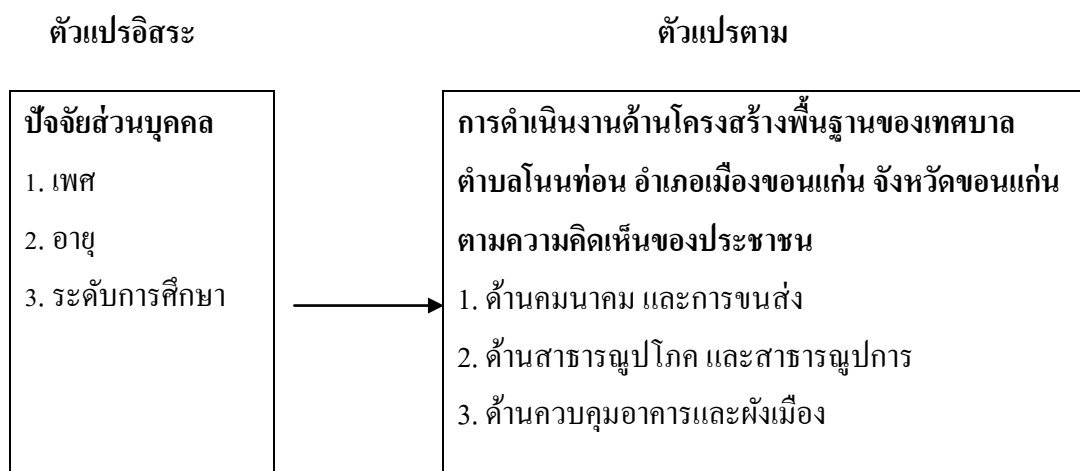 ตัวแปรอิสระ
ตัวแปรตาม
ปัจจัยส่วนบุคคล
1. เพศ
2. อายุ
3. ระดับการศึกษา
การดำเนินงานด้านโครงสร้างพื้นฐานของเทศบาล
ตำบลโนนท่อน อำเภอเมืองขอนแก่น จังหวัดขอนแก่น
ตามความคิดเห็นของประชาชน
1. ด้านคมนาคม และการขนส่ง
2. ด้านสาธารณูปโภค และสาธารณูปการ
3. ด้านควบคุมอาคารและผังเมือง